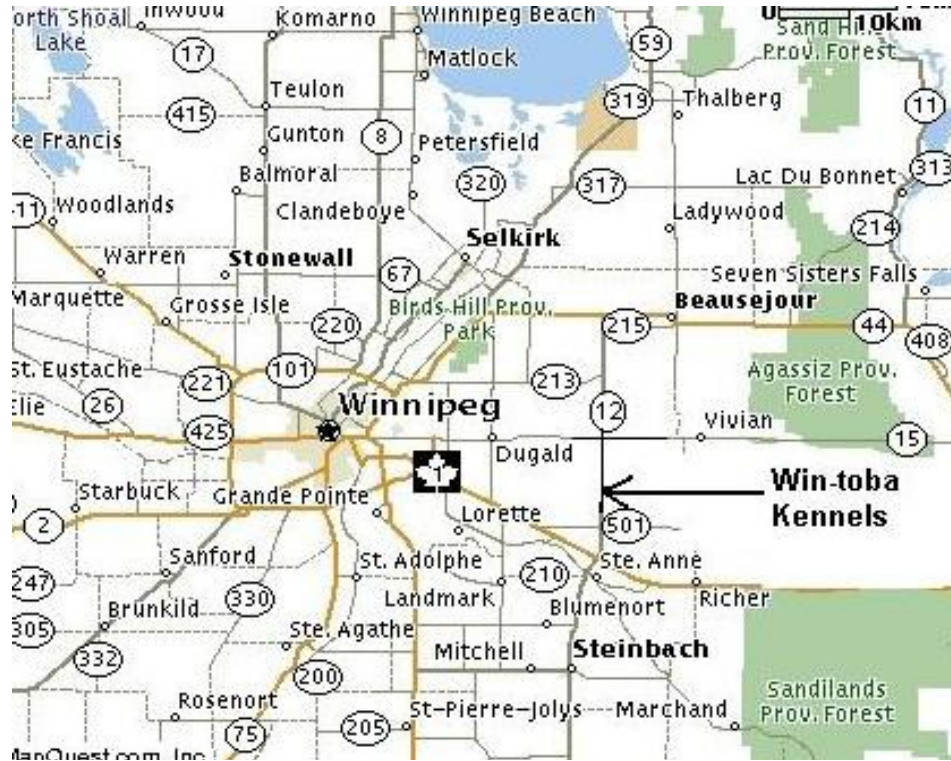 Inwood
Komarno
Winnipeg Beach
10km
orth Shoal
Lake
17
59
Sand Hills
Prov. Forest
Matlock
Teulon
319
Thalberg
415
11
8
Gunton
Petersfield
ke Francis
Balmoral
320
317
Lac Du Bonnet
313
11
Woodlands
Clandeboye
Ladywood
214
Selkirk
Warren
Stonewall
67
Seven Sisters Falls
Marquette
Grosse Isle
Birds Hill Prov.
Park
Beausejour
220
215
44
408
St. Eustache
101
221
213
Agassiz Prov.
Forest
Elie
26
Winnipeg
12
425
Vivian
15
Dugald
1
Starbuck
Grande Pointe
Win-toba
Kennels
2
Lorette
501
Sanford
St. Adolphe
Ste. Anne
247
210
330
Landmark
Richer
Brunkild
Blumenort
305
Ste. Agathe
332
Mitchell
Steinbach
200
Sandilands
Prov. Forest
Rosenort
St-Pierre-Jolys
Marchand
75
205
MapQuest.com, Inc